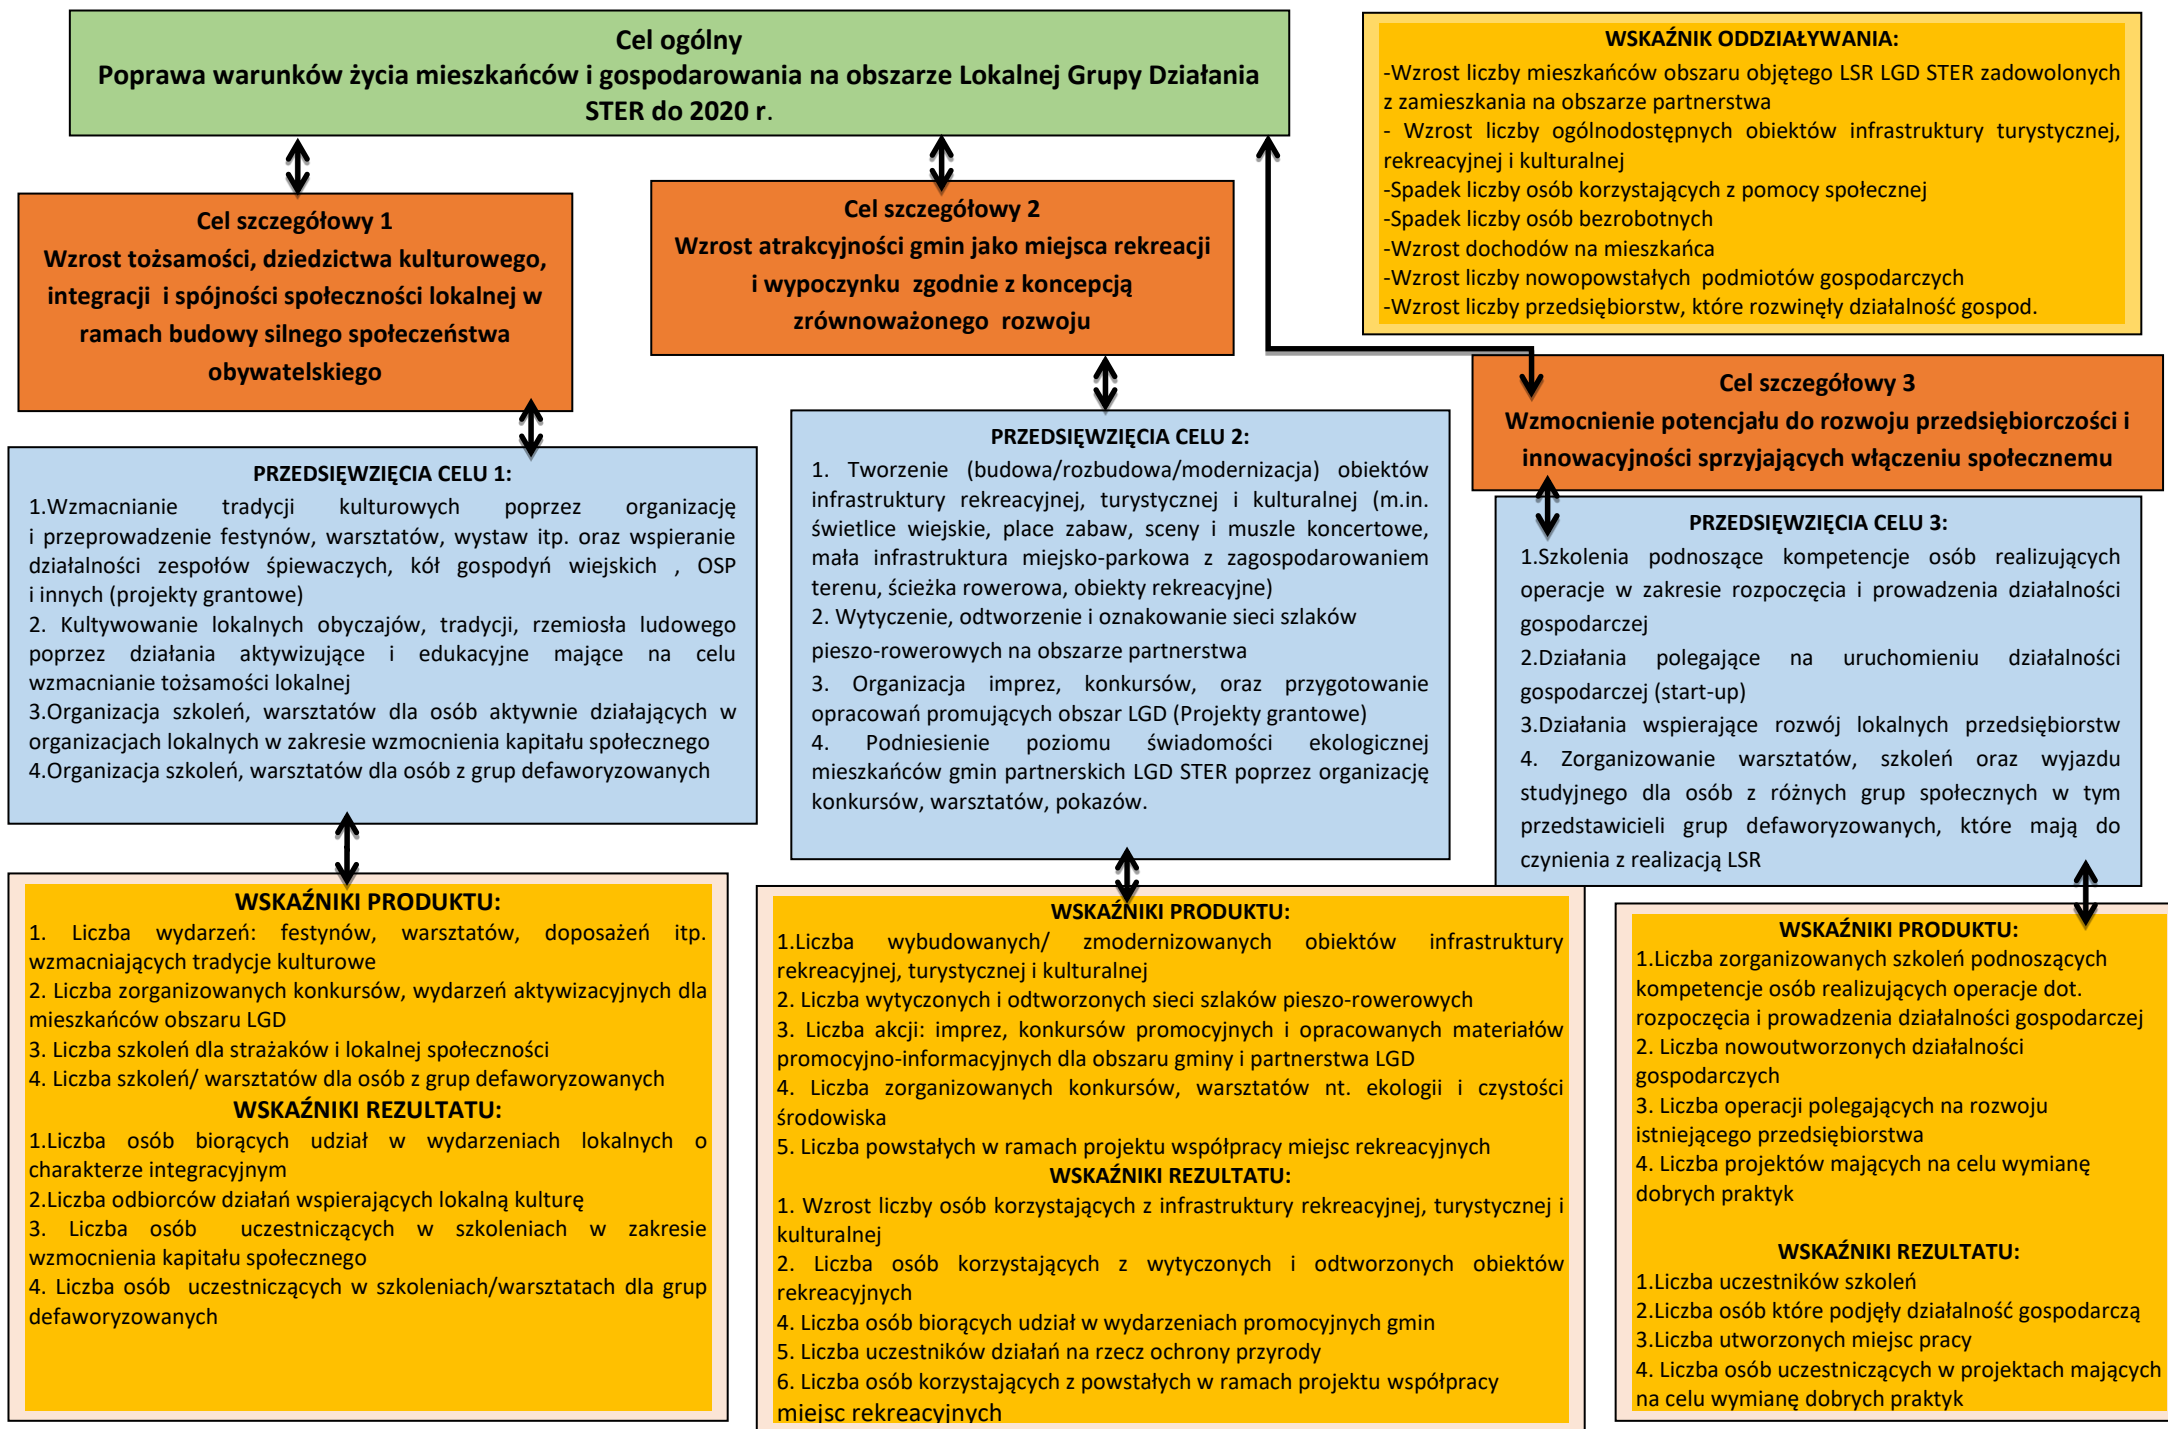 Cel ogólny
Poprawa warunków życia mieszkańców i gospodarowania na obszarze Lokalnej Grupy Działania
STER do 2020 r.
WSKAŹNIK ODDZIAŁYWANIA:
-Wzrost liczby mieszkańców obszaru objętego LSR LGD STER zadowolonych
z zamieszkania na obszarze partnerstwa
- Wzrost liczby ogólnodostępnych obiektów infrastruktury turystycznej,
rekreacyjnej i kulturalnej
-Spadek liczby osób korzystających z pomocy społecznej
-Spadek liczby osób bezrobotnych
-Wzrost dochodów na mieszkańca
-Wzrost liczby nowopowstałych podmiotów gospodarczych
-Wzrost liczby przedsiębiorstw, które rozwinęły działalność gospod.
Cel szczegółowy 1
Wzrost tożsamości, dziedzictwa kulturowego,
integracji i spójności społeczności lokalnej w
ramach budowy silnego społeczeństwa
obywatelskiego
Cel szczegółowy 2
Wzrost atrakcyjności gmin jako miejsca rekreacji
i wypoczynku zgodnie z koncepcją
zrównoważonego rozwoju
Cel szczegółowy 3
Wzmocnienie potencjału do rozwoju przedsiębiorczości i
innowacyjności sprzyjających włączeniu społecznemu
PRZEDSIĘWZIĘCIA CELU 1:
1.Wzmacnianie tradycji kulturowych poprzez organizację
i przeprowadzenie festynów, warsztatów, wystaw itp. oraz wspieranie
działalności zespołów śpiewaczych, kół gospodyń wiejskich , OSP
i innych (projekty grantowe)
2. Kultywowanie lokalnych obyczajów, tradycji, rzemiosła ludowego
poprzez działania aktywizujące i edukacyjne mające na celu
wzmacnianie tożsamości lokalnej
3.Organizacja szkoleń, warsztatów dla osób aktywnie działających w
organizacjach lokalnych w zakresie wzmocnienia kapitału społecznego
4.Organizacja szkoleń, warsztatów dla osób z grup defaworyzowanych
PRZEDSIĘWZIĘCIA CELU 2:
1. Tworzenie (budowa/rozbudowa/modernizacja) obiektów
infrastruktury rekreacyjnej, turystycznej i kulturalnej (m.in.
świetlice wiejskie, place zabaw, sceny i muszle koncertowe,
mała infrastruktura miejsko-parkowa z zagospodarowaniem
terenu, ścieżka rowerowa, obiekty rekreacyjne)
2. Wytyczenie, odtworzenie i oznakowanie sieci szlaków
pieszo-rowerowych na obszarze partnerstwa
3. Organizacja imprez, konkursów, oraz przygotowanie
opracowań promujących obszar LGD (Projekty grantowe)
4. Podniesienie poziomu świadomości ekologicznej
mieszkańców gmin partnerskich LGD STER poprzez organizację
konkursów, warsztatów, pokazów.
PRZEDSIĘWZIĘCIA CELU 3:
1.Szkolenia podnoszące kompetencje osób realizujących
operacje w zakresie rozpoczęcia i prowadzenia działalności
gospodarczej
2.Działania polegające na uruchomieniu działalności
gospodarczej (start-up)
3.Działania wspierające rozwój lokalnych przedsiębiorstw
4. Zorganizowanie warsztatów, szkoleń oraz wyjazdu
studyjnego dla osób z różnych grup społecznych w tym
przedstawicieli grup defaworyzowanych, które mają do
czynienia z realizacją LSR
WSKAŹNIKI PRODUKTU:
1. Liczba wydarzeń: festynów, warsztatów, doposażeń itp.
wzmacniających tradycje kulturowe
2. Liczba zorganizowanych konkursów, wydarzeń aktywizacyjnych dla
mieszkańców obszaru LGD
3. Liczba szkoleń dla strażaków i lokalnej społeczności
4. Liczba szkoleń/ warsztatów dla osób z grup defaworyzowanych
WSKAŹNIKI REZULTATU:
1.Liczba osób biorących udział w wydarzeniach lokalnych o
charakterze integracyjnym
2.Liczba odbiorców działań wspierających lokalną kulturę
3. Liczba osób uczestniczących w szkoleniach w zakresie
wzmocnienia kapitału społecznego
4. Liczba osób uczestniczących w szkoleniach/warsztatach dla grup
defaworyzowanych
WSKAŹNIKI PRODUKTU:
1.Liczba wybudowanych/ zmodernizowanych obiektów infrastruktury
rekreacyjnej, turystycznej i kulturalnej
2. Liczba wytyczonych i odtworzonych sieci szlaków pieszo-rowerowych
3. Liczba akcji: imprez, konkursów promocyjnych i opracowanych materiałów
promocyjno-informacyjnych dla obszaru gminy i partnerstwa LGD
4. Liczba zorganizowanych konkursów, warsztatów nt. ekologii i czystości
środowiska
5. Liczba powstałych w ramach projektu współpracy miejsc rekreacyjnych
WSKAŹNIKI REZULTATU:
1. Wzrost liczby osób korzystających z infrastruktury rekreacyjnej, turystycznej i
kulturalnej
2. Liczba osób korzystających z wytyczonych i odtworzonych obiektów
rekreacyjnych
4. Liczba osób biorących udział w wydarzeniach promocyjnych gmin
5. Liczba uczestników działań na rzecz ochrony przyrody
6. Liczba osób korzystających z powstałych w ramach projektu współpracy
miejsc rekreacyjnych
WSKAŹNIKI PRODUKTU:
1.Liczba zorganizowanych szkoleń podnoszących
kompetencje osób realizujących operacje dot.
rozpoczęcia i prowadzenia działalności gospodarczej
2. Liczba nowoutworzonych działalności
gospodarczych
3. Liczba operacji polegających na rozwoju
istniejącego przedsiębiorstwa
4. Liczba projektów mających na celu wymianę
dobrych praktyk
WSKAŹNIKI REZULTATU:
1.Liczba uczestników szkoleń
2.Liczba osób które podjęły działalność gospodarczą
3.Liczba utworzonych miejsc pracy
4. Liczba osób uczestniczących w projektach mających
na celu wymianę dobrych praktyk